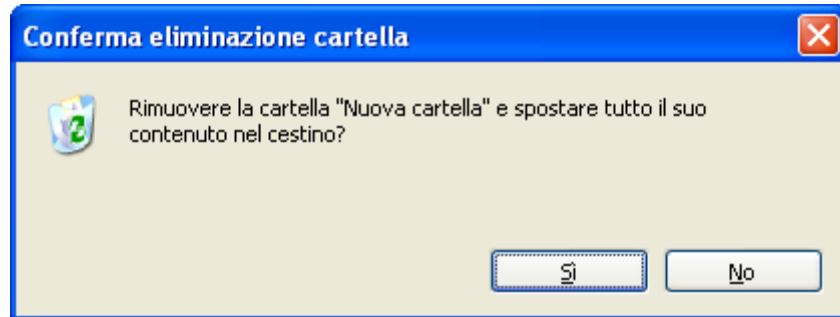 Conferma eliminazione cartella
Rimuovere la cartella "Nuova cartella" e spostare tutto il suo
contenuto nel cestino?
Sì
No